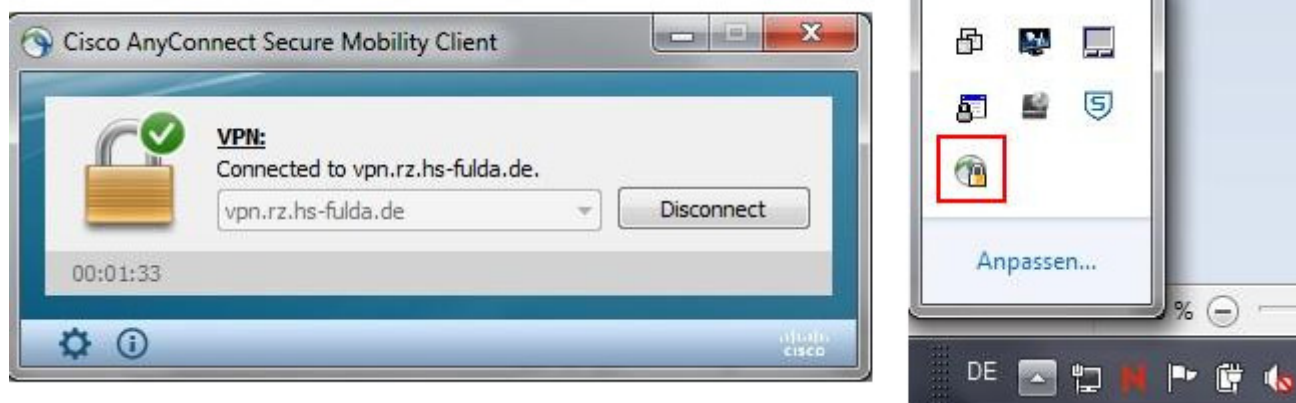 Cisco AnyConnect Secure Mobility Client
VPN:
Connected to vpn.rz.hs-fulda.de.
vpn.rz.hs-fulda.de
Disconnect
00:01:33
CISCO
S
Anpassen...
%
DE
N